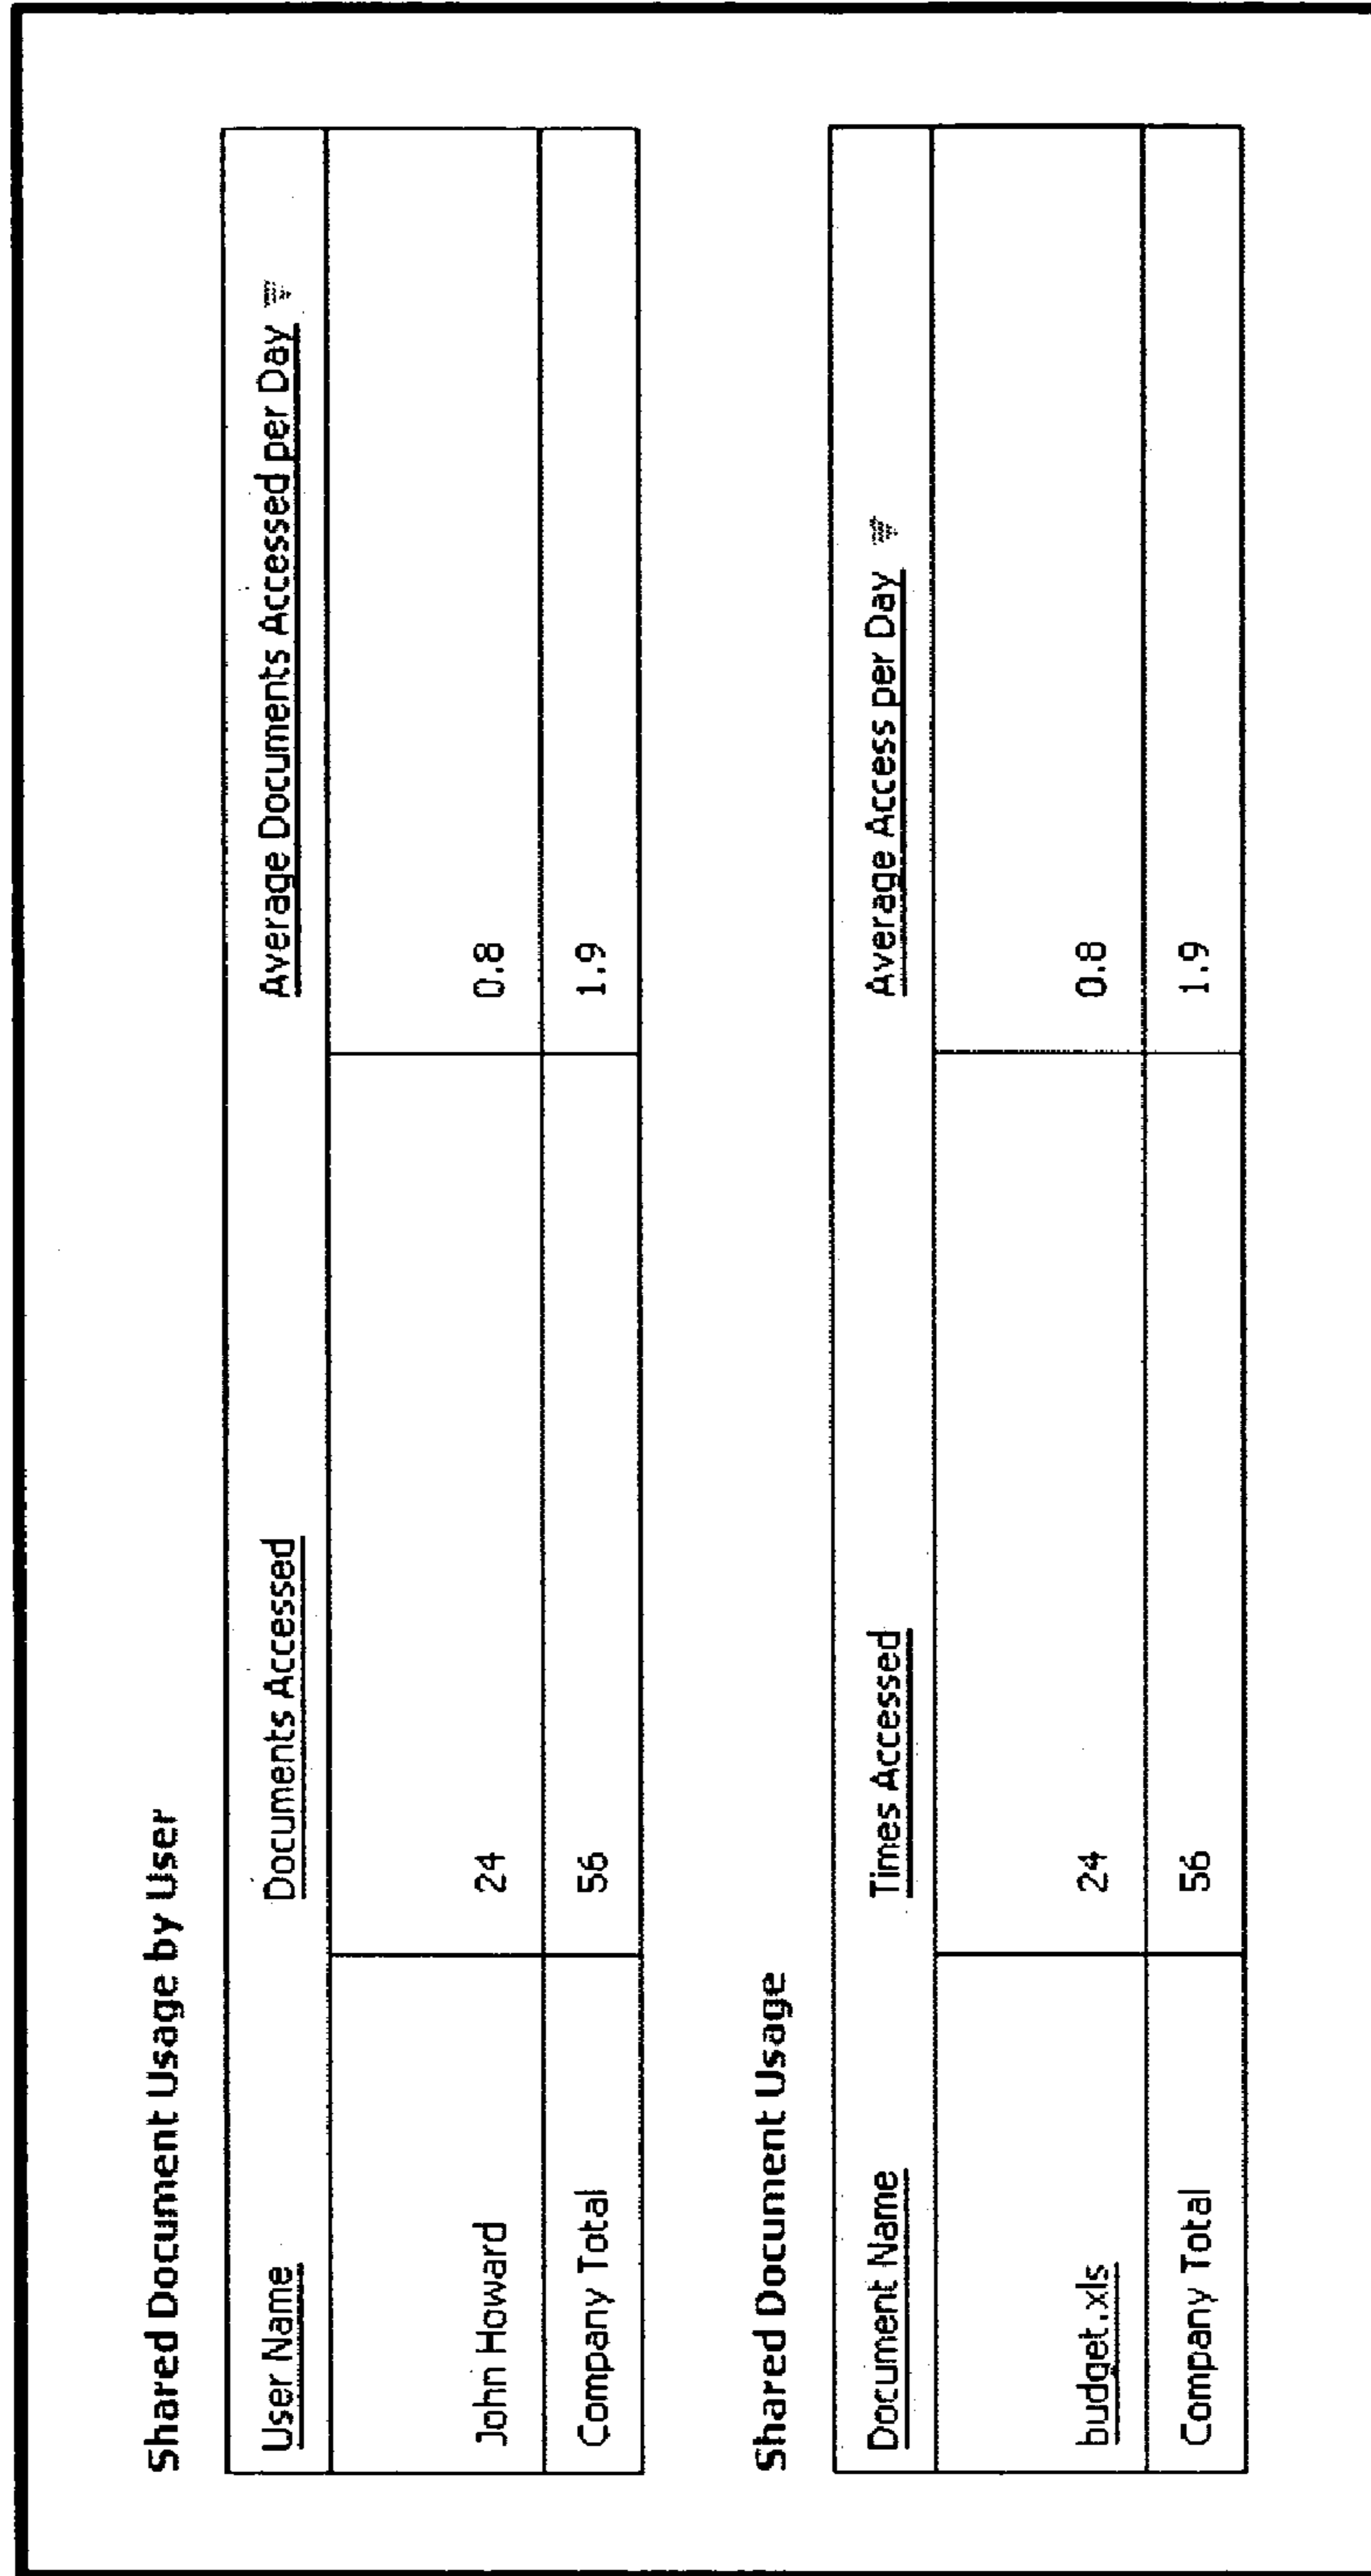 Shared Document Usage by User
User Name Documents Accessed Average Documents Accessed per Day
John Howard 24 0.8
Company Total 56 1.9
Shared Document Usage
Document Name Times Accessed Average Access per Day
budget.xls 24 0.8
Company Total 56 1.9